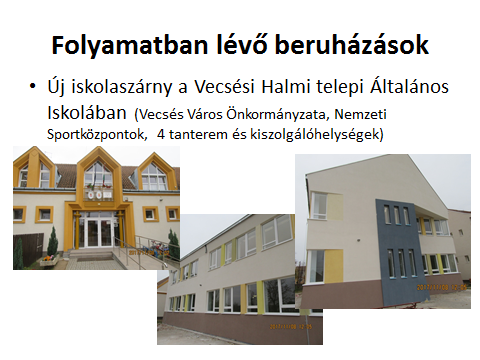 Folyamatban lévő beruházások
• Új iskolaszárny a Vecsési Halmi telepi Általános
Iskolában (Vecsés Város Önkormányzata, Nemzeti
Sportközpontok, 4 tanterem és kiszolgálóhelységek)